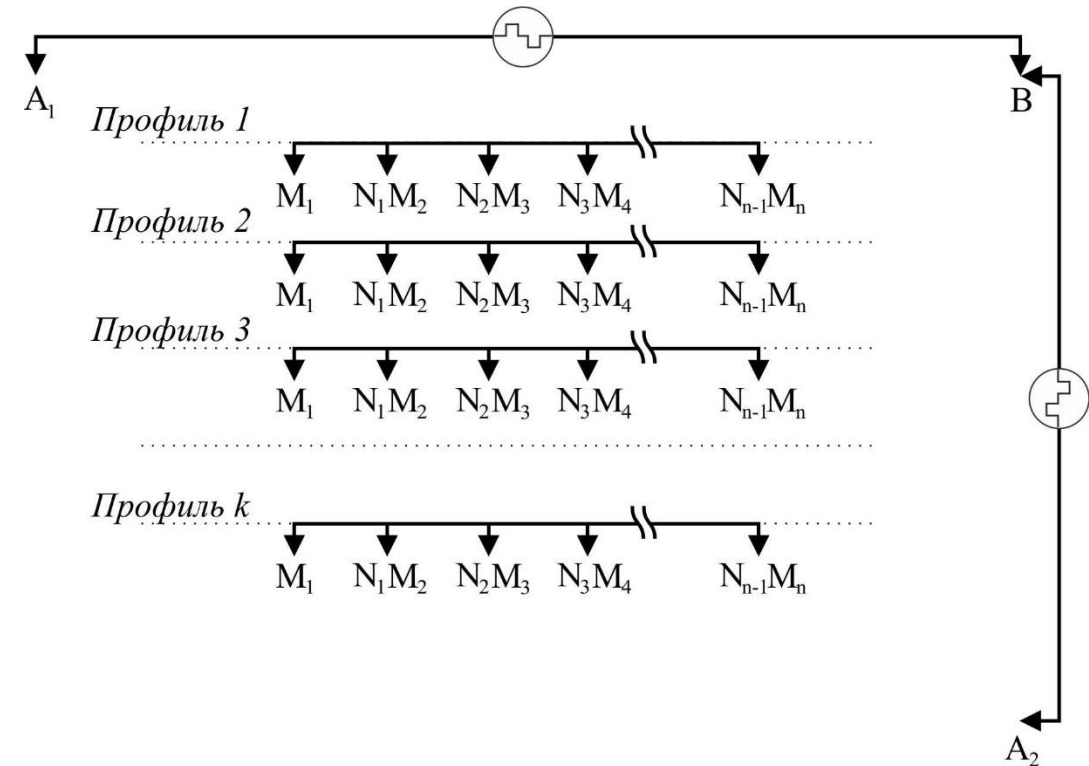 A₁ B
Профиль 1
M₁ N₁M₂ N₂M₃ N₃M₄ Nₙ₋₁Mₙ
Профиль 2
M₁ N₁M₂ N₂M₃ N₃M₄ Nₙ₋₁Mₙ
Профиль 3
M₁ N₁M₂ N₂M₃ N₃M₄ Nₙ₋₁Mₙ
Профиль k
M₁ N₁M₂ N₂M₃ N₃M₄ Nₙ₋₁Mₙ
A₂